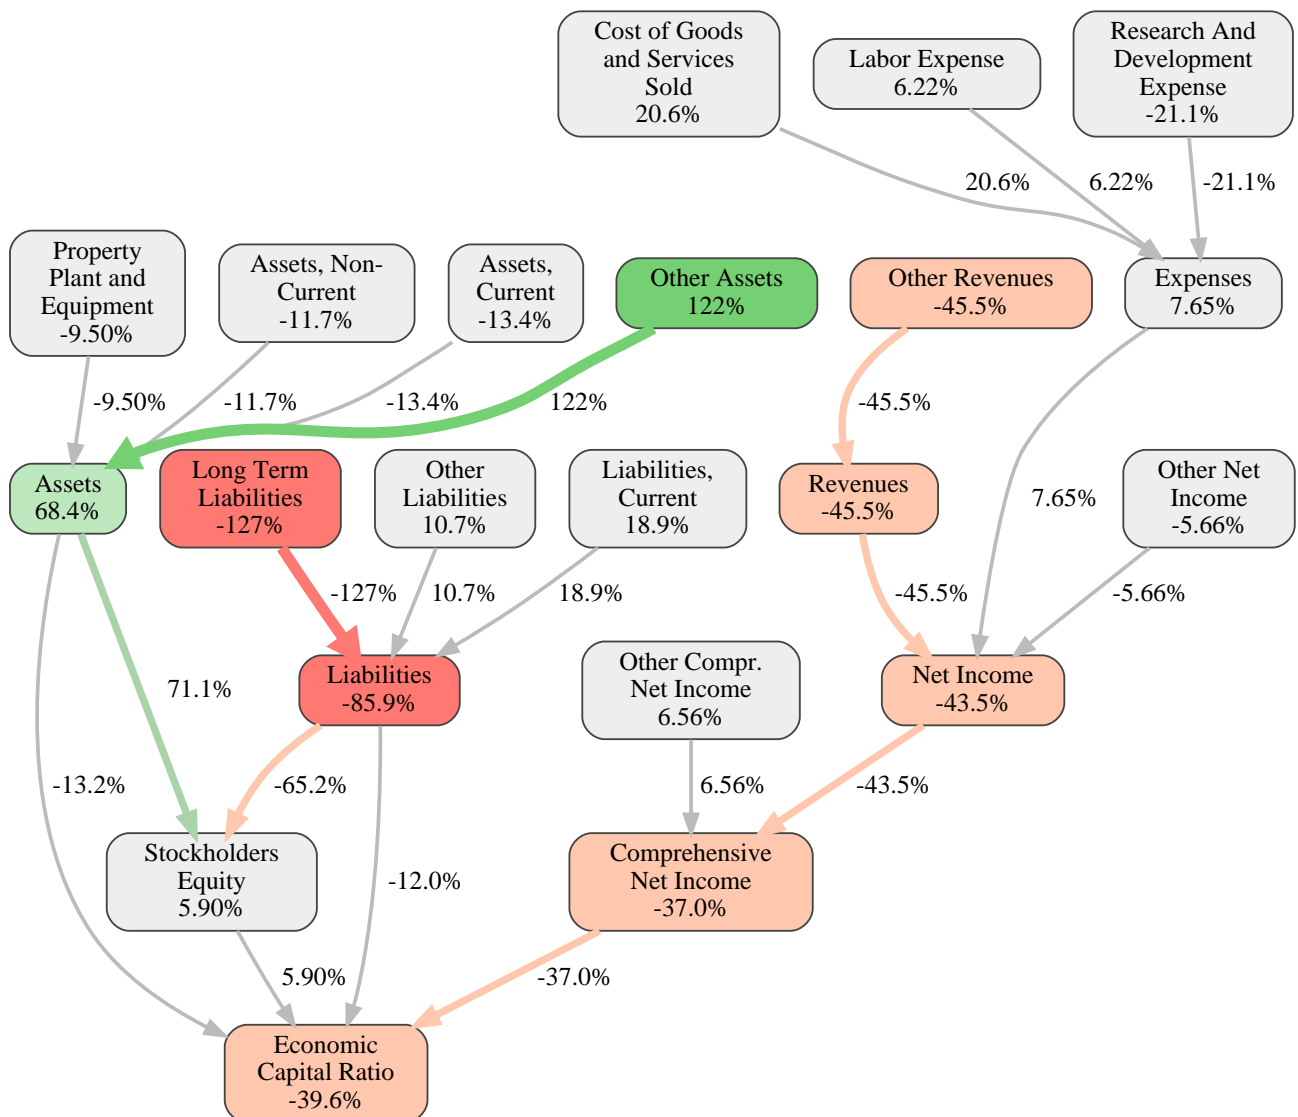 Cost of Goods
and Services
Sold
20.6%
Labor Expense
6.22%
Research And
Development
Expense
-21.1%
20.6%
6.22%
-21.1%
Property
Plant and
Equipment
-9.50%
Assets, Non-
Current
-11.7%
Assets,
Current
-13.4%
Other Assets
122%
Other Revenues
-45.5%
Expenses
7.65%
-9.50%
-11.7%
-13.4%
122%
-45.5%
Assets
68.4%
Long Term
Liabilities
-127%
Other
Liabilities
10.7%
Liabilities,
Current
18.9%
Revenues
-45.5%
7.65%
Other Net
Income
-5.66%
-127%
10.7%
18.9%
-45.5%
-5.66%
71.1%
Liabilities
-85.9%
Other Compr.
Net Income
6.56%
Net Income
-43.5%
-13.2%
-65.2%
6.56%
-43.5%
Stockholders
Equity
5.90%
-12.0%
Comprehensive
Net Income
-37.0%
5.90%
-37.0%
Economic
Capital Ratio
-39.6%